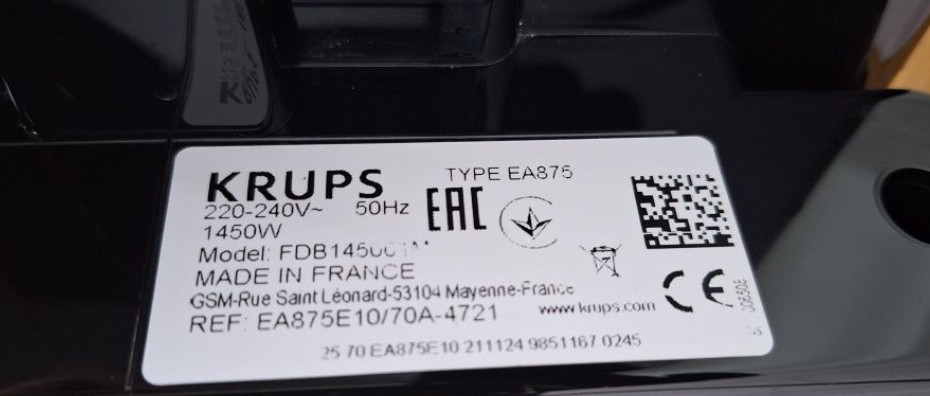 KRUPS
TYPE EA875
220-240V~ 50Hz
1450W
EAC
Model:
MADE IN FRANCE
GSM-Rue Saint Léonard-53104 Mayenne-France
REF: EA875E10/70A-4721
www.krups.com
CE
25 70 EA875E10 211124 9851167 0245